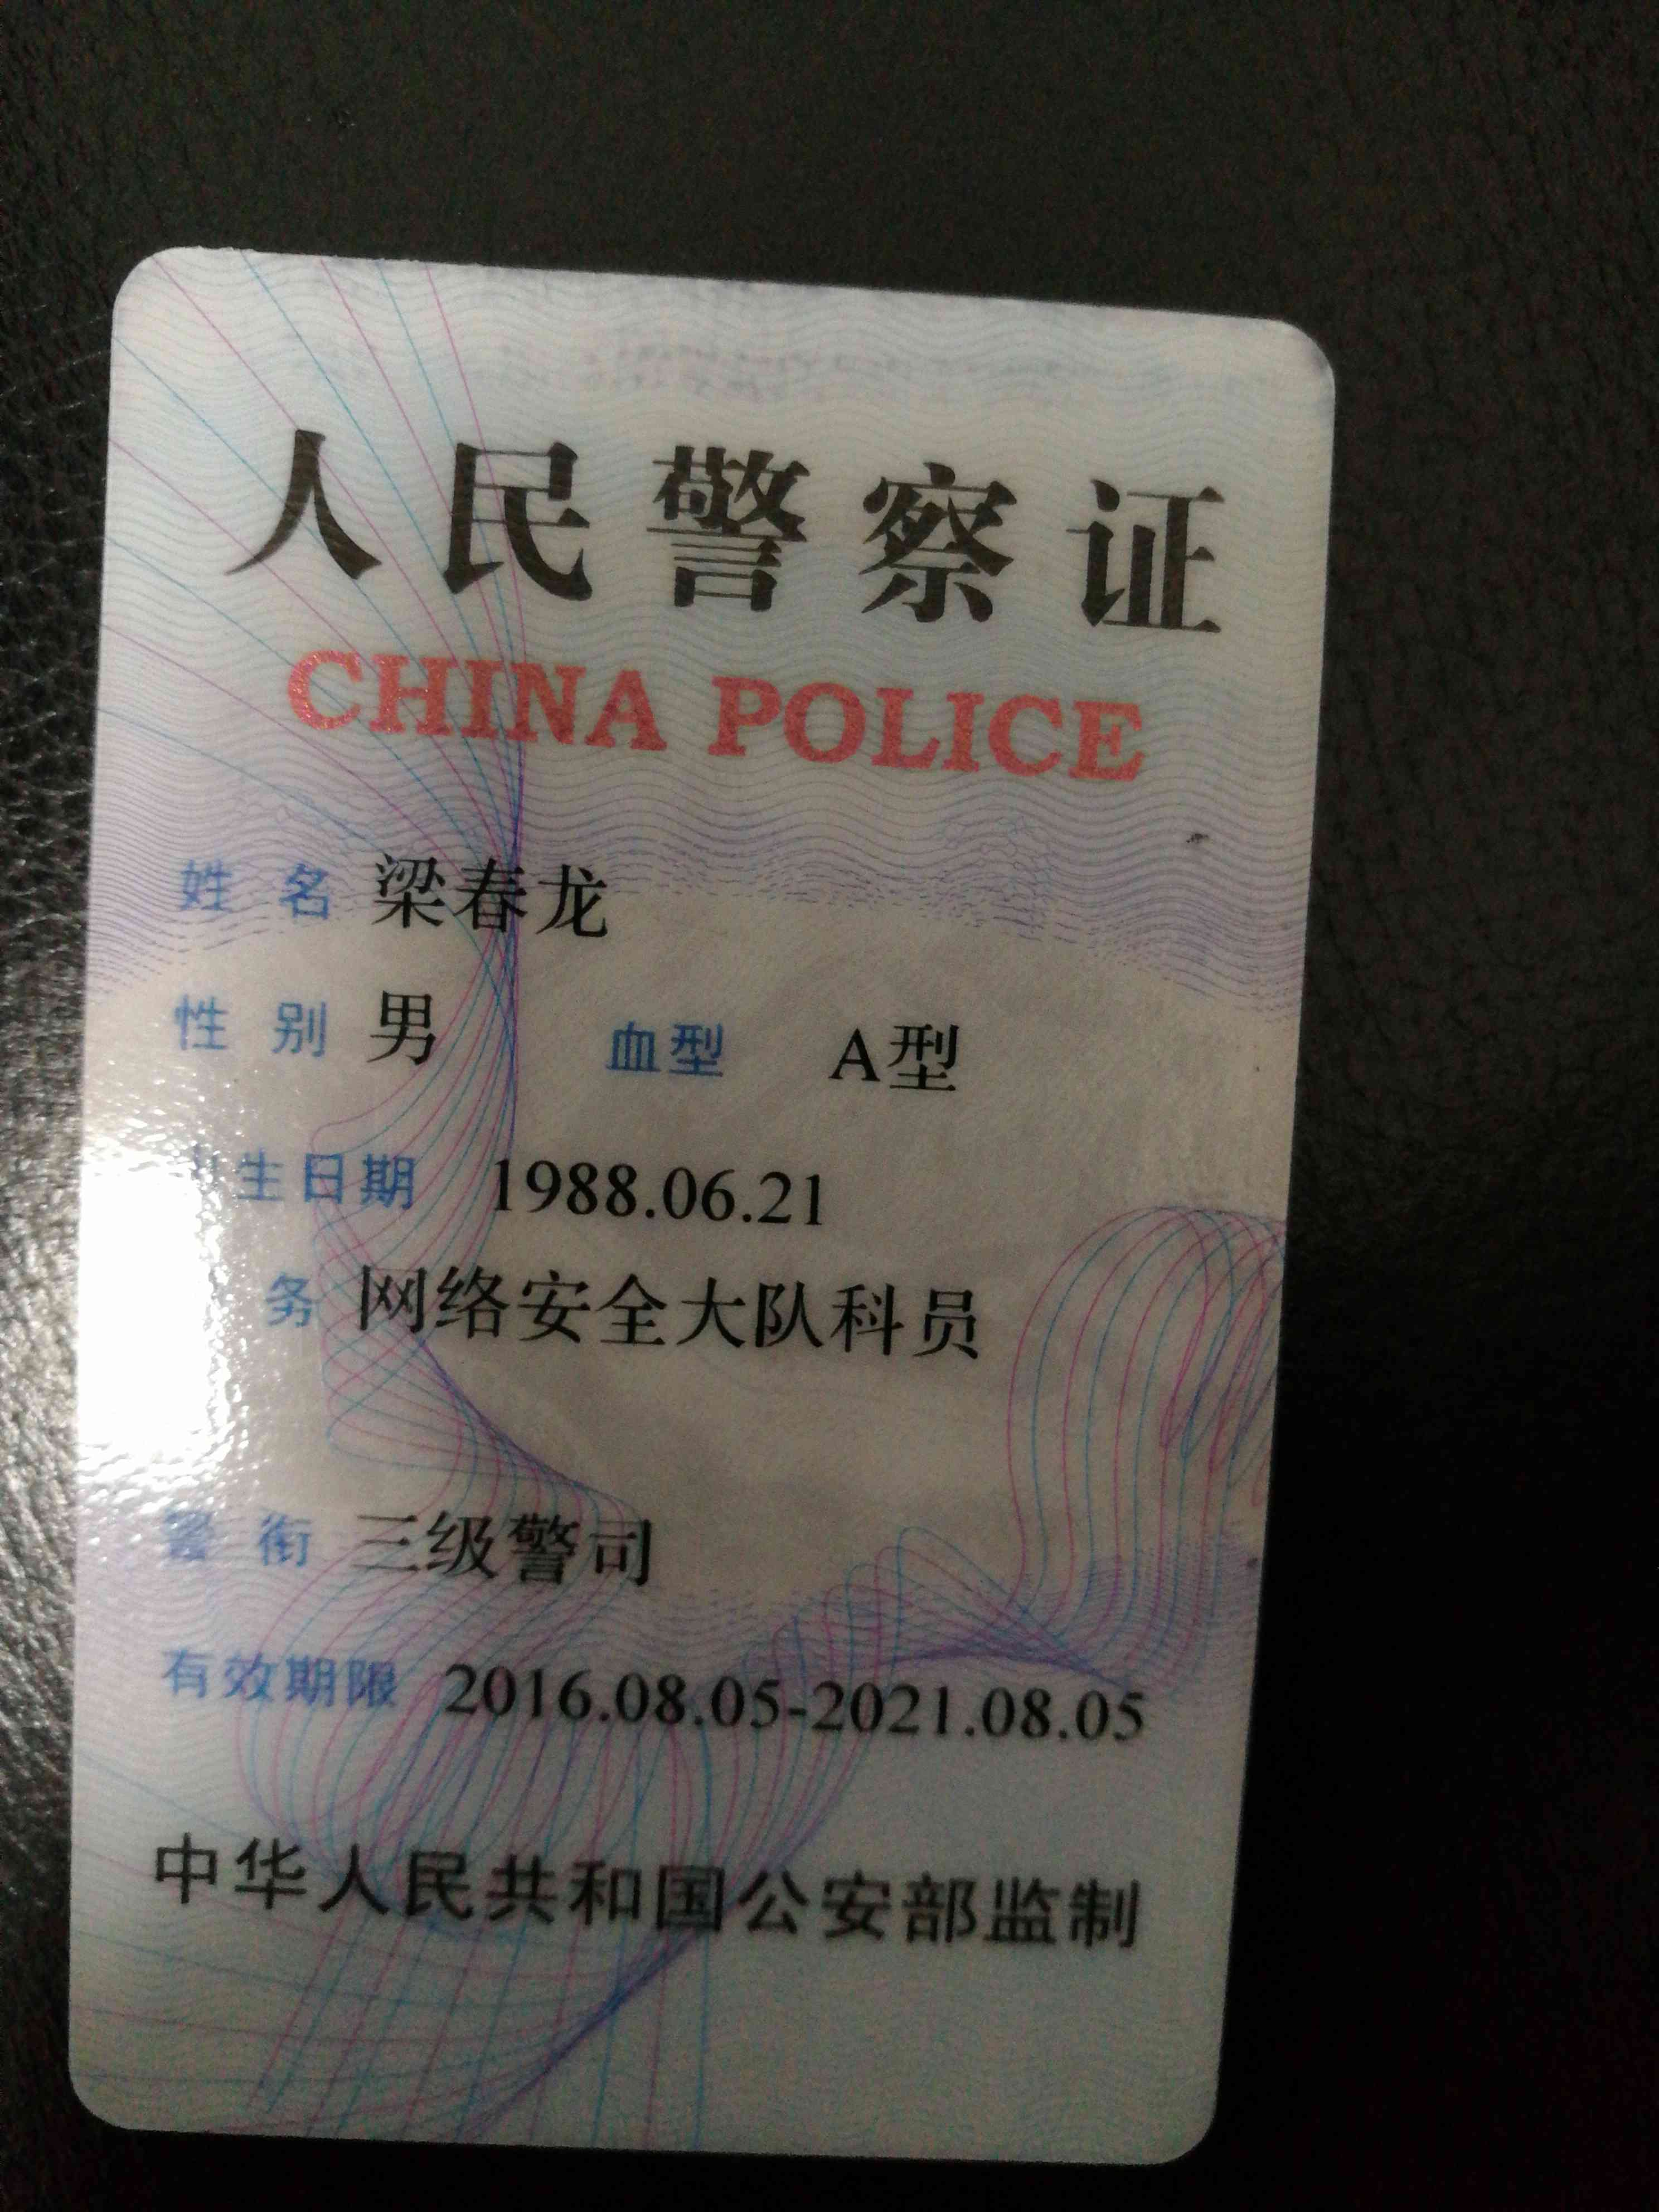 人民警察证
CHINA POLICE
姓名 梁春龙
性别 男 血型 A型
生日期 1988.06.21
务 网络安全大队科员
警衔 三级警司
有效期限 2016.08.05-2021.08.05
中华人民共和国公安部监制